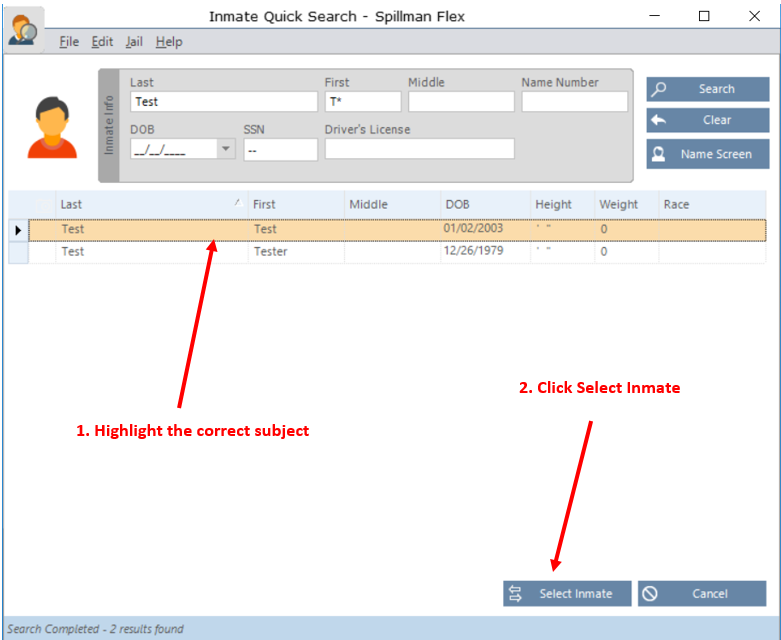 Inmate Quick Search - Spillman Flex
File Edit Jail Help
Inmate Info
Last First Middle Name Number
Test T*
DOB SSN Driver's License
__/__/____ --
Search
Clear
Name Screen
Last First Middle DOB Height Weight Race
Test Test 01/02/2003 ' " 0
Test Tester 12/26/1979 ' " 0
2. Click Select Inmate
1. Highlight the correct subject
Select Inmate Cancel
Search Completed - 2 results found